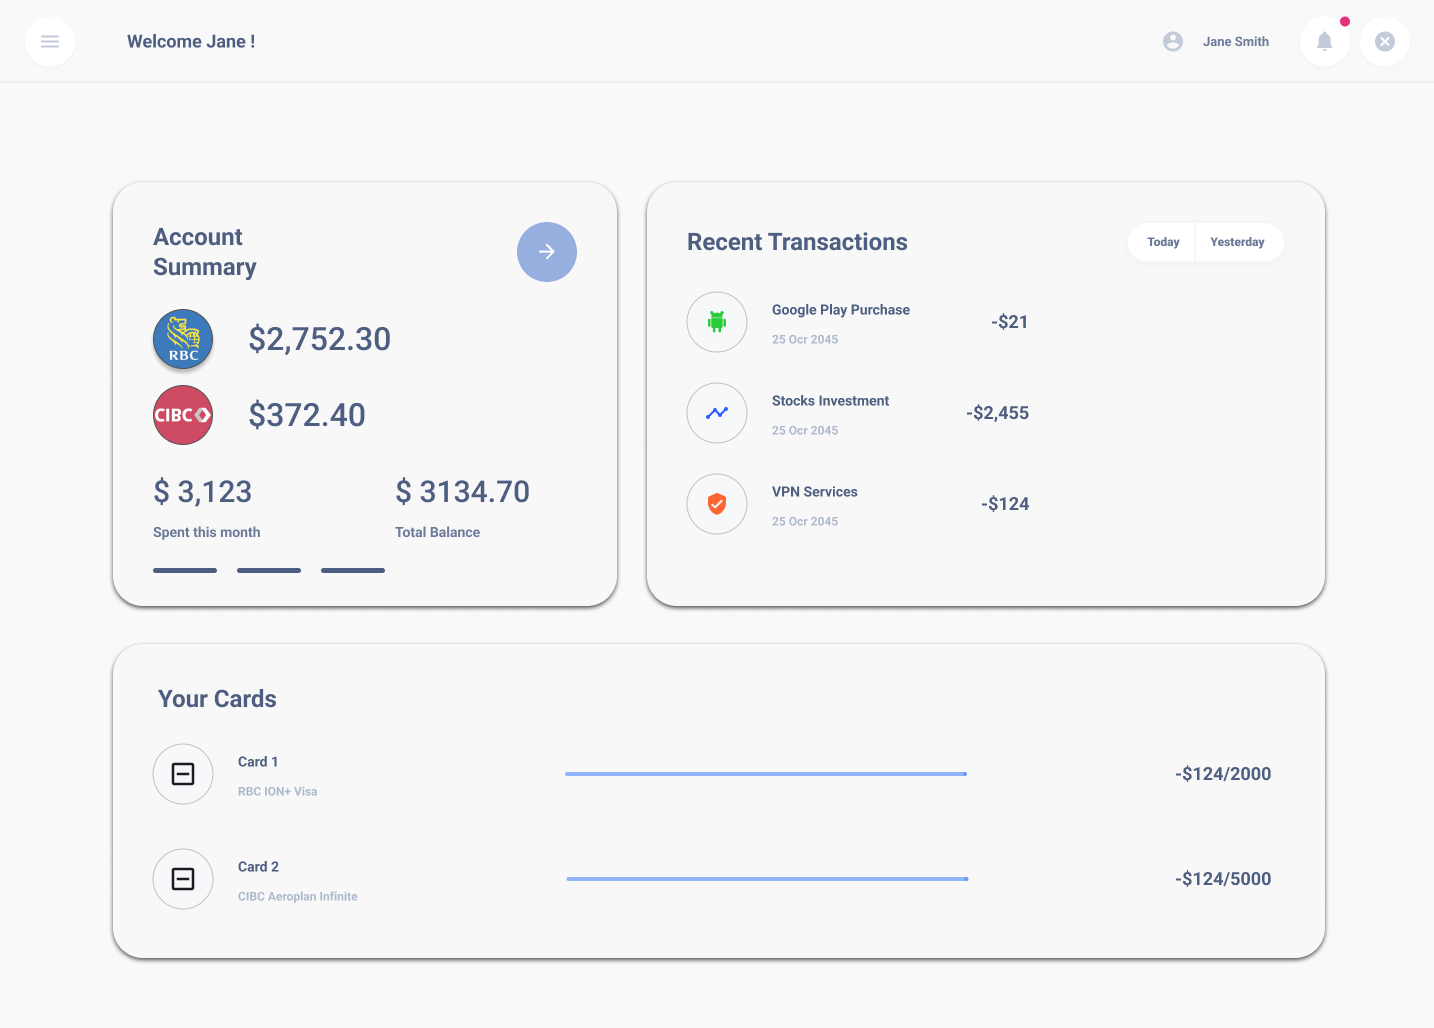 Welcome Jane !
Jane Smith
Account
Summary
RBC
$2,752.30
CIBC
$372.40
$ 3,123
$ 3134.70
Spent this month
Total Balance
Recent Transactions
Today
Yesterday
Google Play Purchase
-$21
25 Ocr 2045
Stocks Investment
-$2,455
25 Ocr 2045
VPN Services
-$124
25 Ocr 2045
Your Cards
Card 1
-$124/2000
RBC ION+ Visa
Card 2
-$124/5000
CIBC Aeroplan Infinite